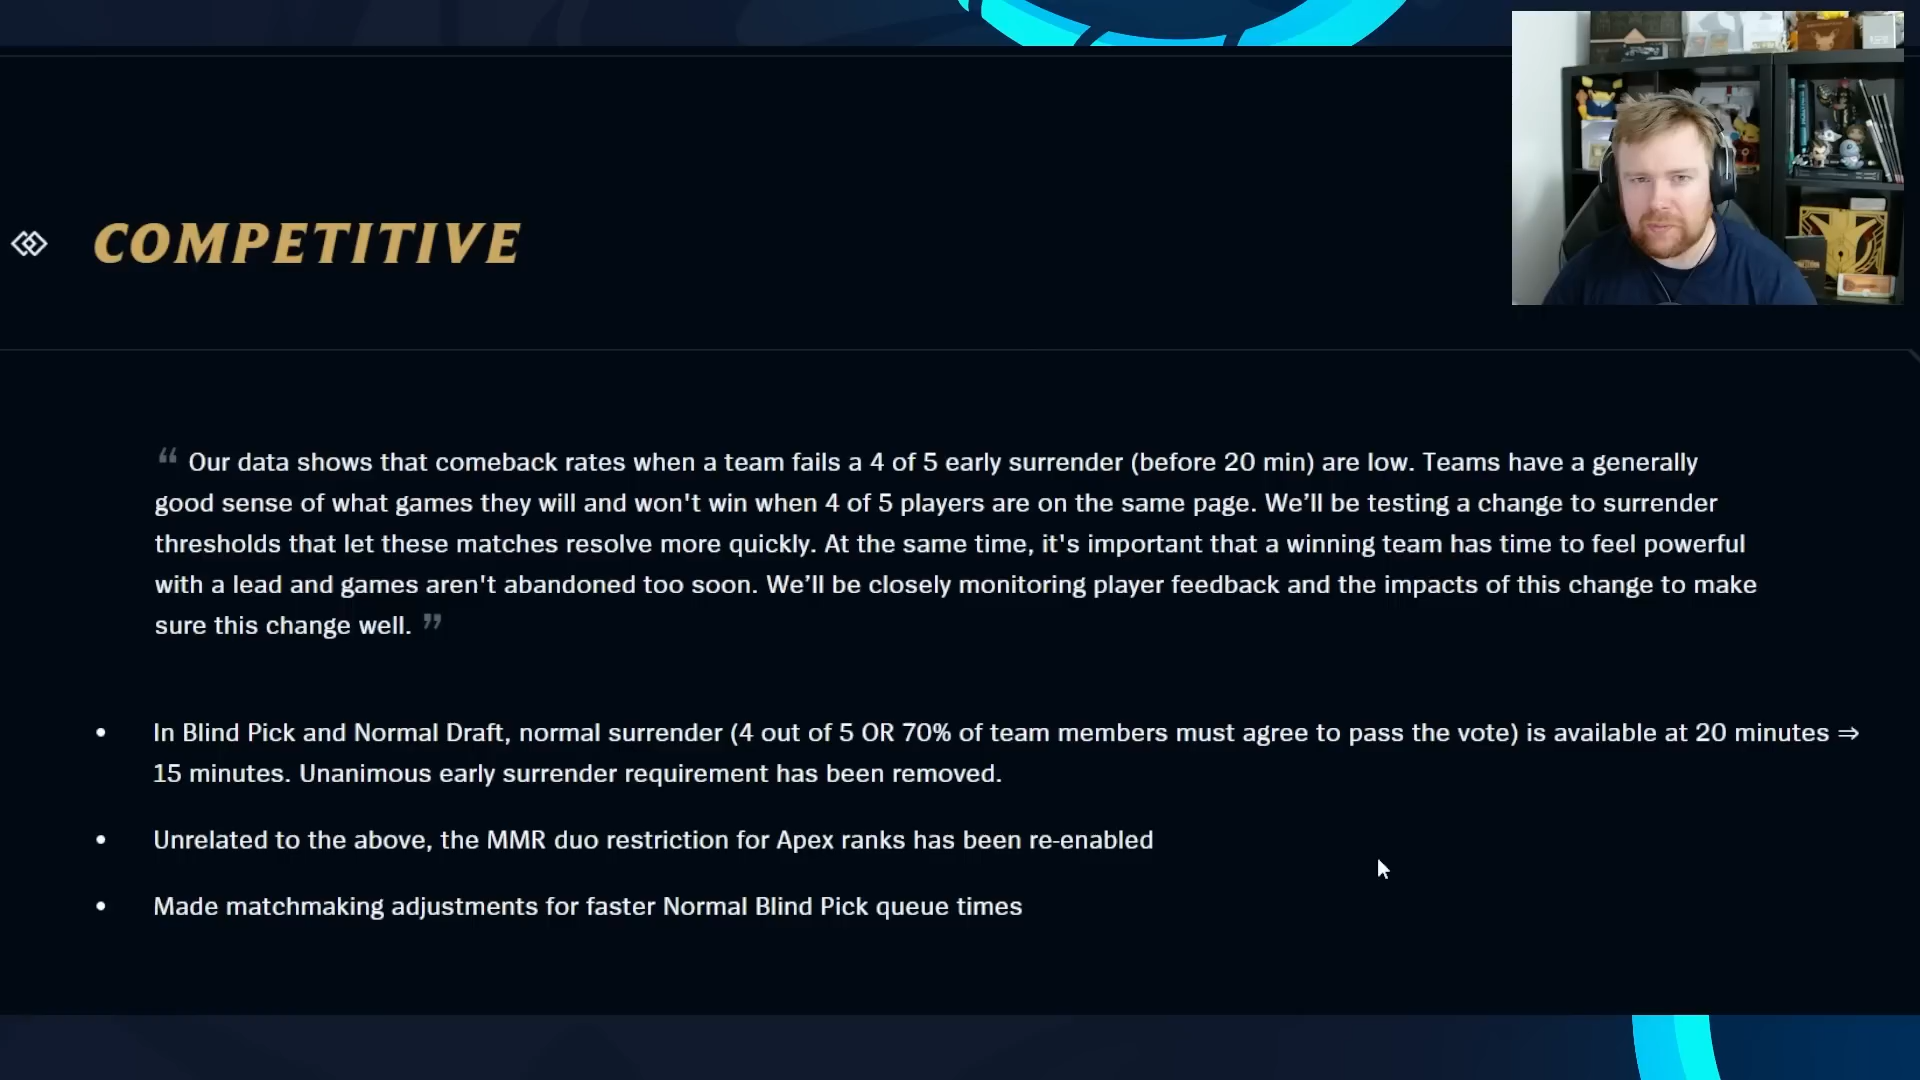 COMPETITIVE
“ Our data shows that comeback rates when a team fails a 4 of 5 early surrender (before 20 min) are low. Teams have a generally
good sense of what games they will and won't win when 4 of 5 players are on the same page. We’ll be testing a change to surrender
thresholds that let these matches resolve more quickly. At the same time, it's important that a winning team has time to feel powerful
with a lead and games aren't abandoned too soon. We’ll be closely monitoring player feedback and the impacts of this change to make
sure this change well. ”
• In Blind Pick and Normal Draft, normal surrender (4 out of 5 OR 70% of team members must agree to pass the vote) is available at 20 minutes ⇒
15 minutes. Unanimous early surrender requirement has been removed.
• Unrelated to the above, the MMR duo restriction for Apex ranks has been re-enabled
• Made matchmaking adjustments for faster Normal Blind Pick queue times